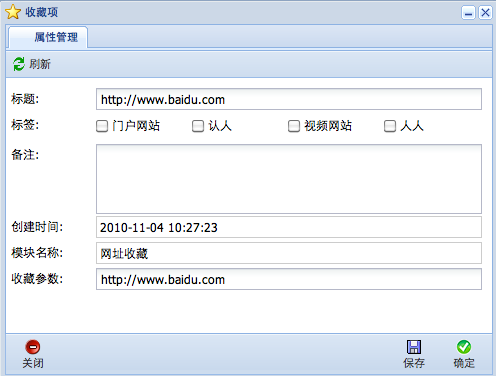 收藏项
属性管理
刷新
标题: http://www.baidu.com
标签: 门户网站 认人 视频网站 人人
备注:
创建时间: 2010-11-04 10:27:23
模块名称: 网址收藏
收藏参数: http://www.baidu.com
关闭 保存 确定